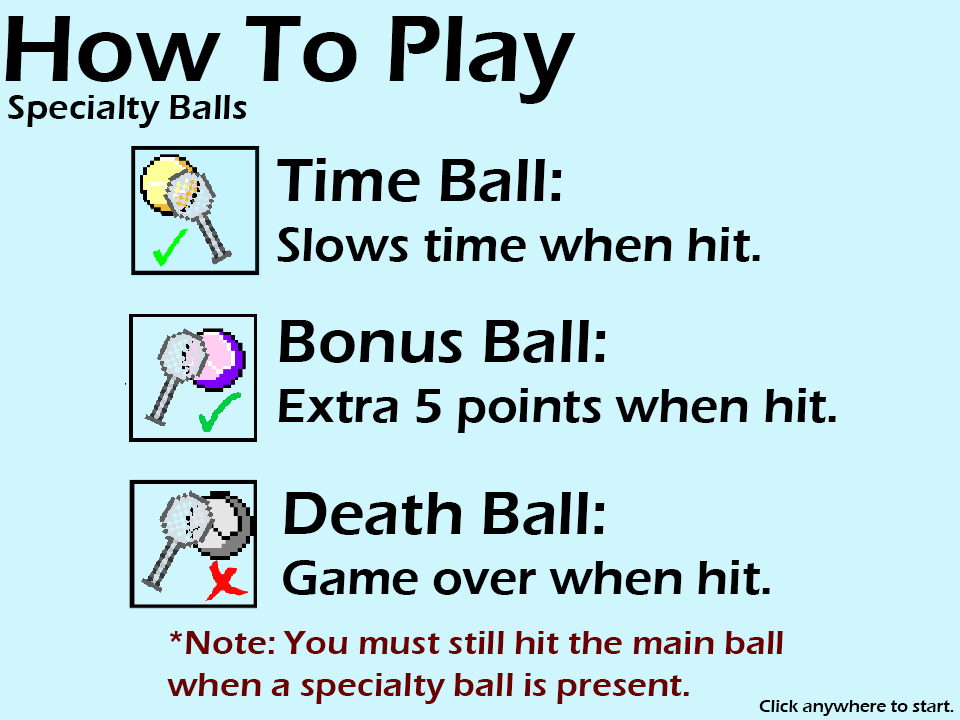 How To Play
Specialty Balls
Time Ball:
Slows time when hit.
Bonus Ball:
Extra 5 points when hit.
Death Ball:
Game over when hit.
*Note: You must still hit the main ball
when a specialty ball is present.
Click anywhere to start.